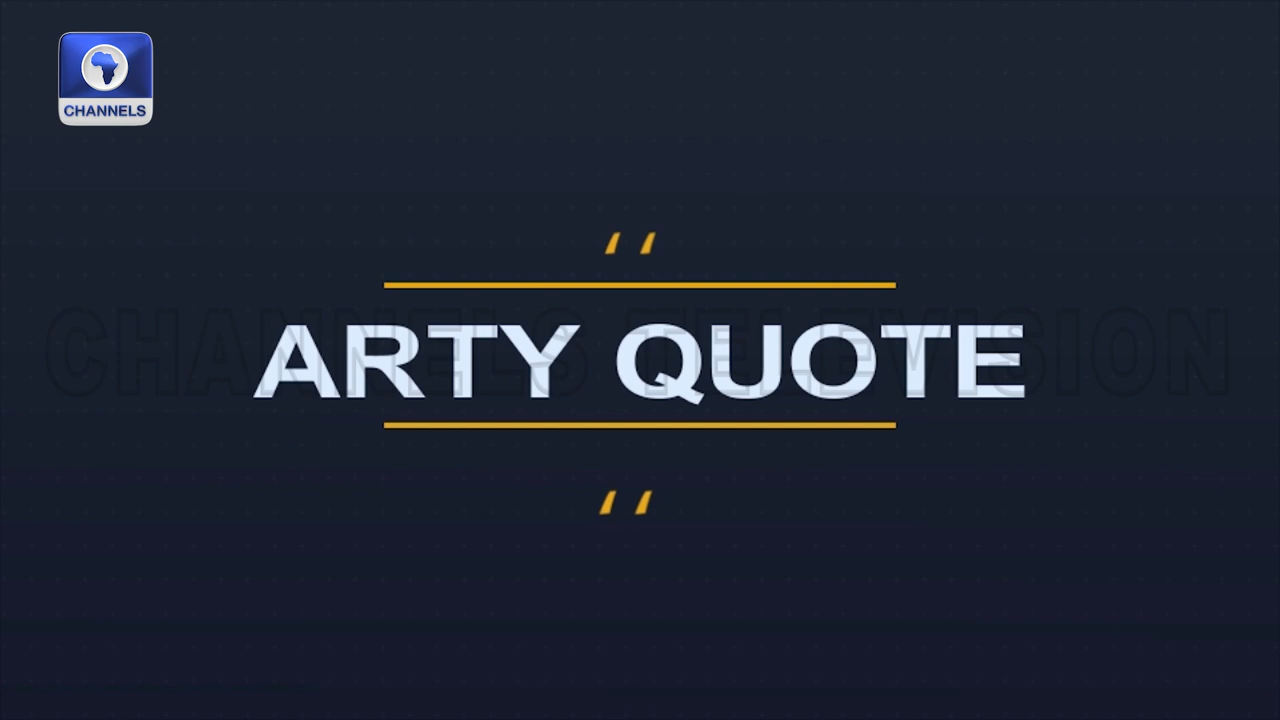 CHANNELS
“
ARTY QUOTE
CHANNELS TELEVISION
“